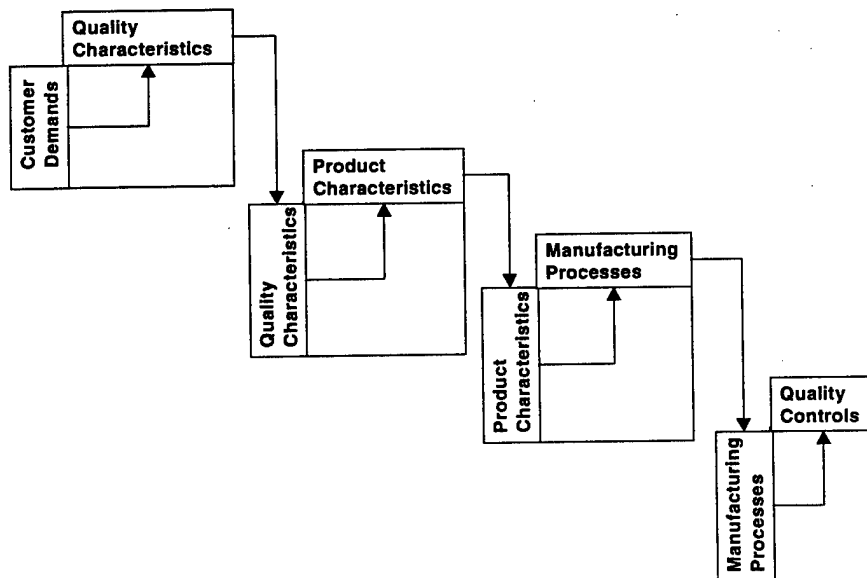 Quality
Characteristics
Customer
Demands
Product
Characteristics
Quality
Characteristics
Manufacturing
Processes
Product
Characteristics
Quality
Controls
Manufacturing
Processes